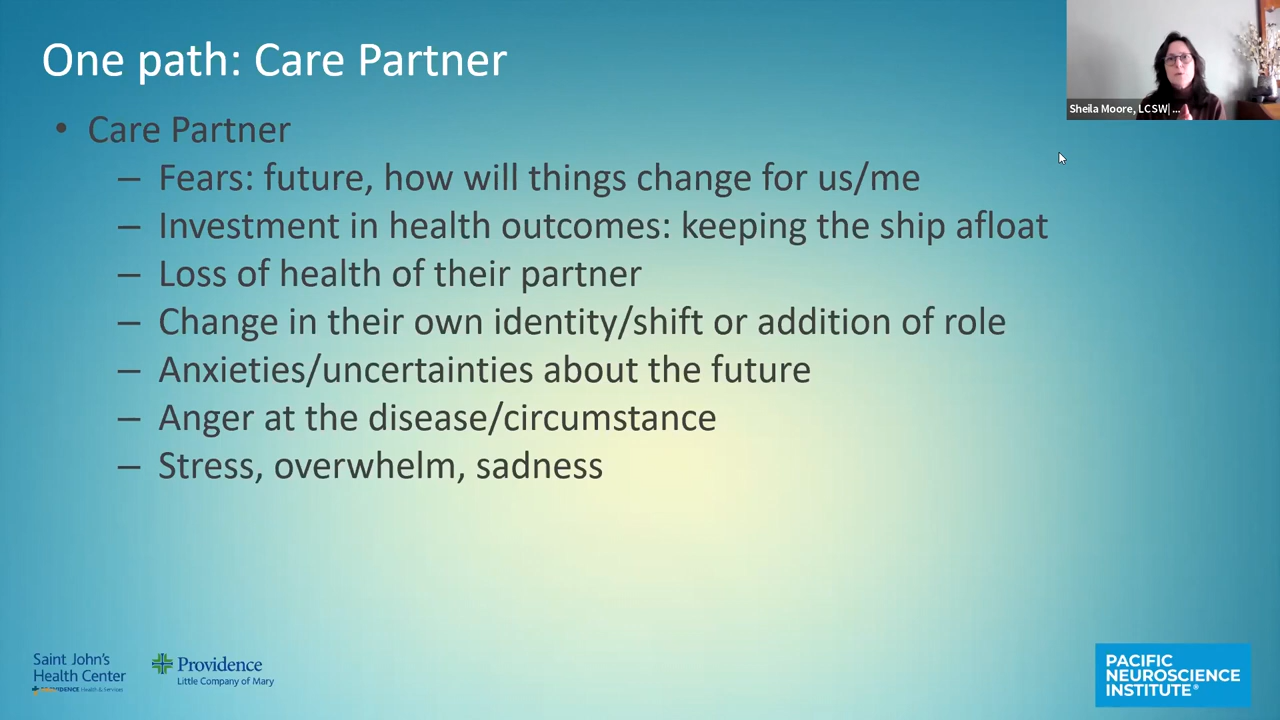 One path: Care Partner
Sheila Moore, LCSW| ...
• Care Partner
– Fears: future, how will things change for us/me
– Investment in health outcomes: keeping the ship afloat
– Loss of health of their partner
– Change in their own identity/shift or addition of role
– Anxieties/uncertainties about the future
– Anger at the disease/circumstance
– Stress, overwhelm, sadness
Saint John's
Health Center
Health & Services
Providence
Little Company of Mary
PACIFIC
NEUROSCIENCE
INSTITUTE®